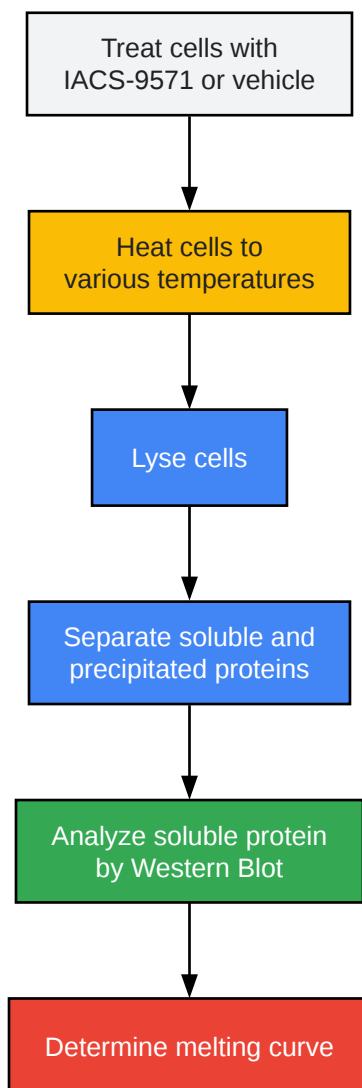 Treat cells with
IACS-9571 or vehicle
Heat cells to
various temperatures
Lyse cells
Separate soluble and
precipitated proteins
Analyze soluble protein
by Western Blot
Determine melting curve